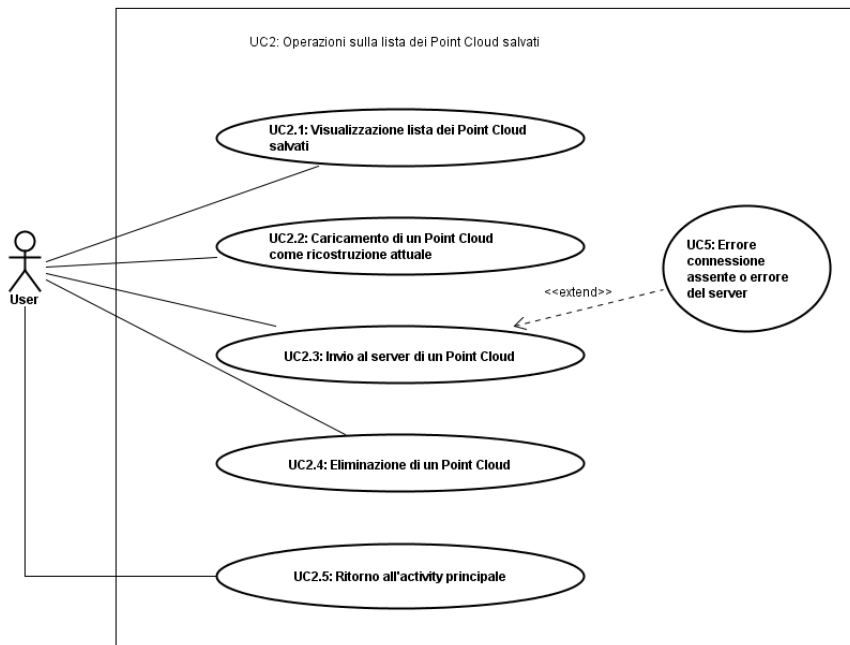 UC2: Operazioni sulla lista dei Point Cloud salvati
UC2.1: Visualizzazione lista dei Point Cloud
salvati
UC2.2: Caricamento di un Point Cloud
come ricostruzione attuale
UC5: Errore
connessione
assente o errore
del server
<<extend>>
User
UC2.3: Invio al server di un Point Cloud
UC2.4: Eliminazione di un Point Cloud
UC2.5: Ritorno all'activity principale